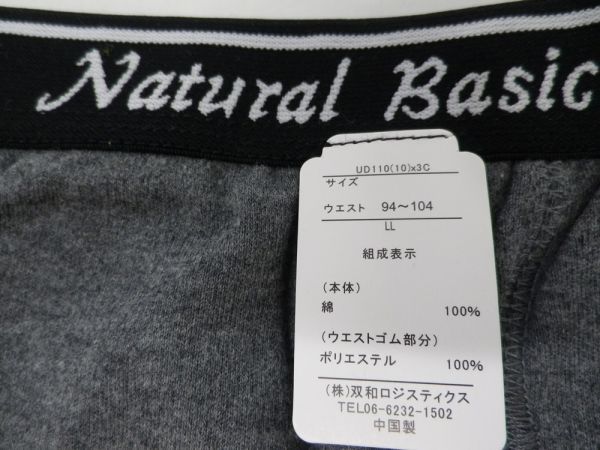 Natural Basic
UD110(10)x3C
サイズ
ウエスト 94～104
LL
組成表示
(本体)
綿 100%
(ウエストゴム部分)
ポリエステル 100%
(株)双和ロジスティクス
TEL06-6232-1502
中国製